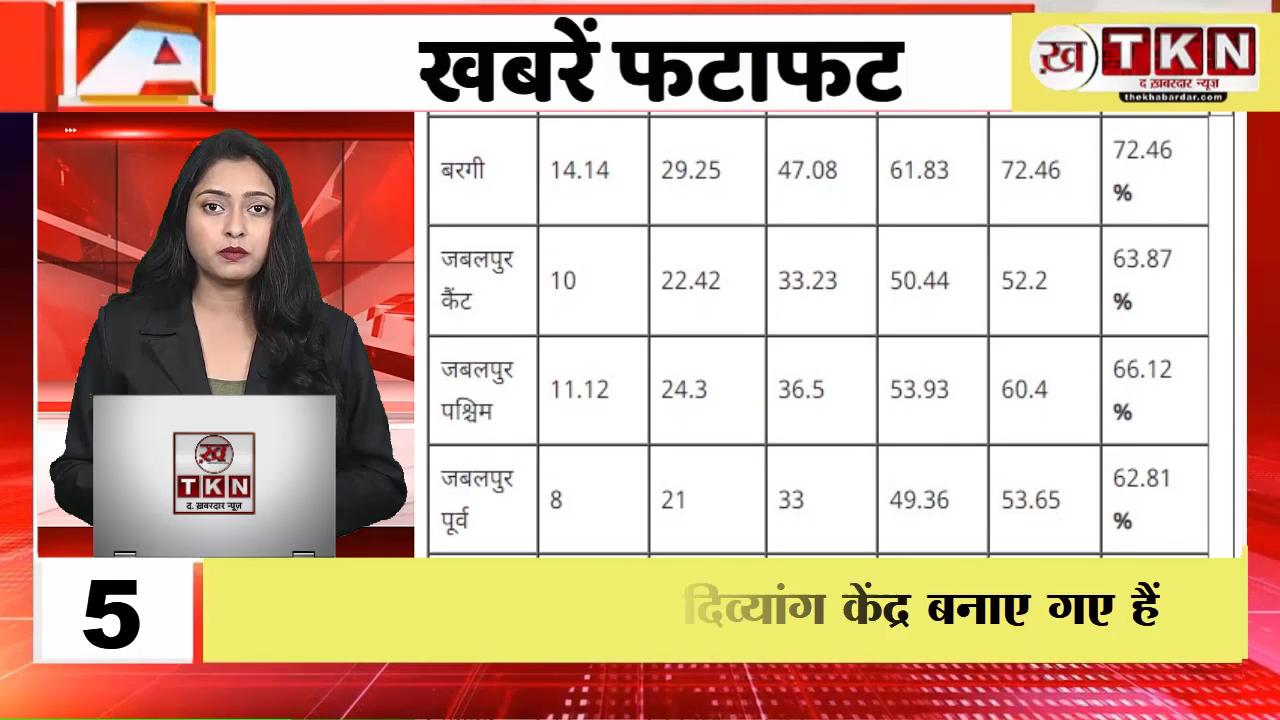 A
खबरें फटाफट
ख़ TKN
द ख़बरदार न्यूज़
thekhabardar.com
बरगी 14.14 29.25 47.08 61.83 72.46 72.46 %
जबलपुर कैंट 10 22.42 33.23 50.44 52.2 63.87 %
जबलपुर पश्चिम 11.12 24.3 36.5 53.93 60.4 66.12 %
जबलपुर पूर्व 8 21 33 49.36 53.65 62.81 %
ख़
TKN
द ख़बरदार न्यूज़
5 दिव्यांग केंद्र बनाए गए हैं